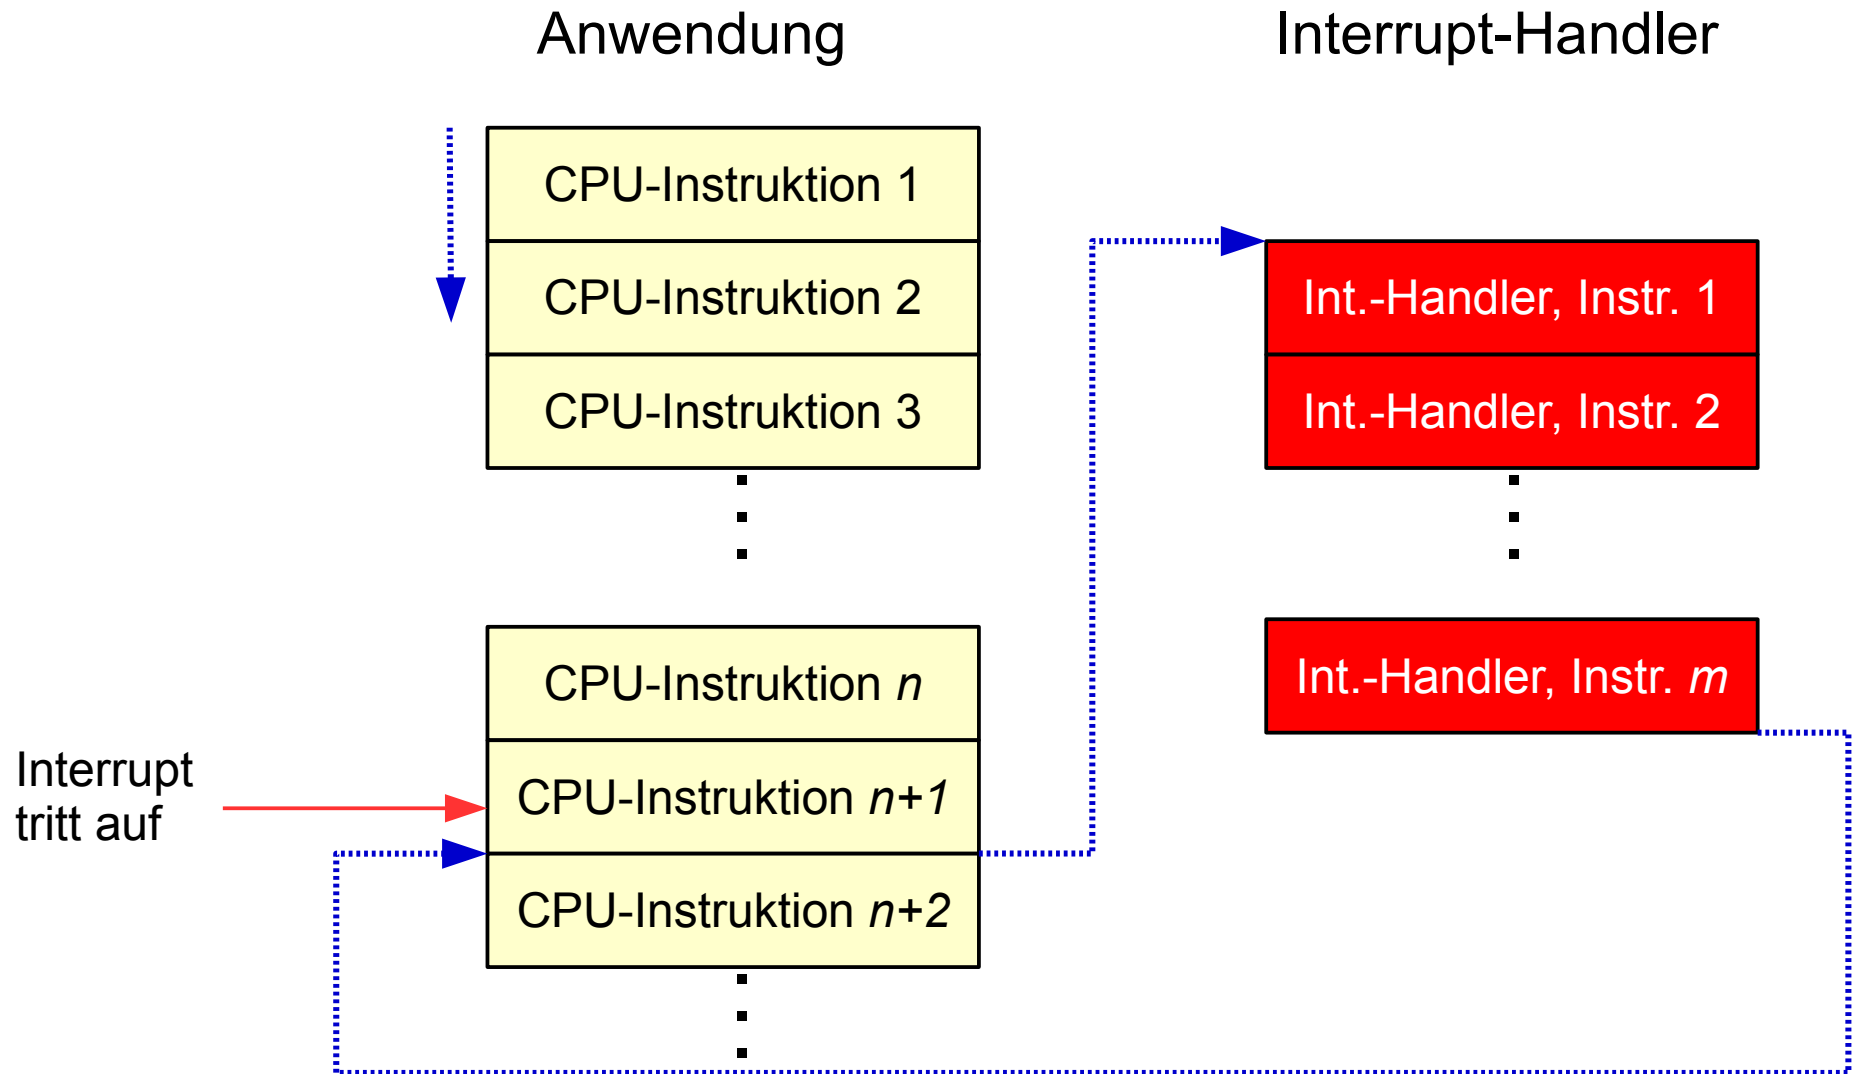 Anwendung
Interrupt-Handler
CPU-Instruktion 1
CPU-Instruktion 2
CPU-Instruktion 3
CPU-Instruktion n
Interrupt
tritt auf
CPU-Instruktion n+1
CPU-Instruktion n+2
Int.-Handler, Instr. 1
Int.-Handler, Instr. 2
Int.-Handler, Instr. m